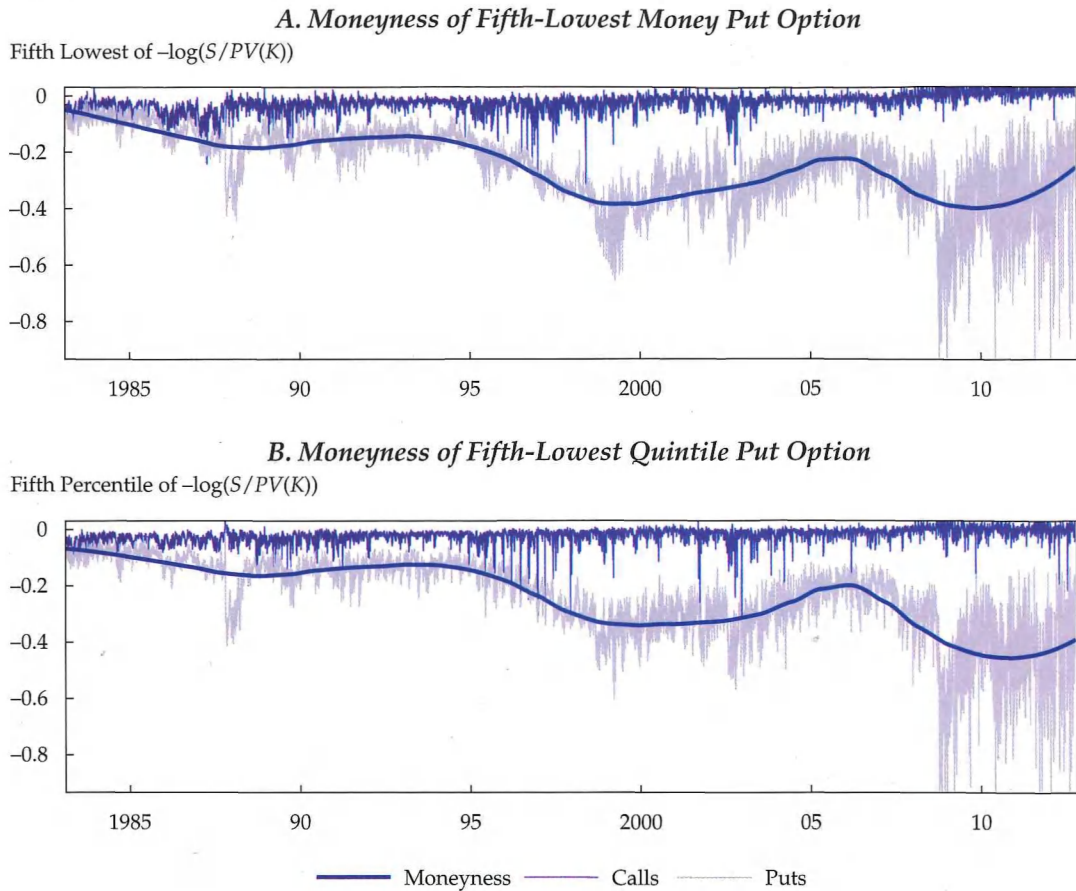 A. Moneyness of Fifth-Lowest Money Put Option
Fifth Lowest of –log(S/PV(K))
0
–0.2
–0.4
–0.6
–0.8
1985 90 95 2000 05 10
B. Moneyness of Fifth-Lowest Quintile Put Option
Fifth Percentile of –log(S/PV(K))
0
–0.2
–0.4
–0.6
–0.8
1985 90 95 2000 05 10
Moneyness Calls Puts